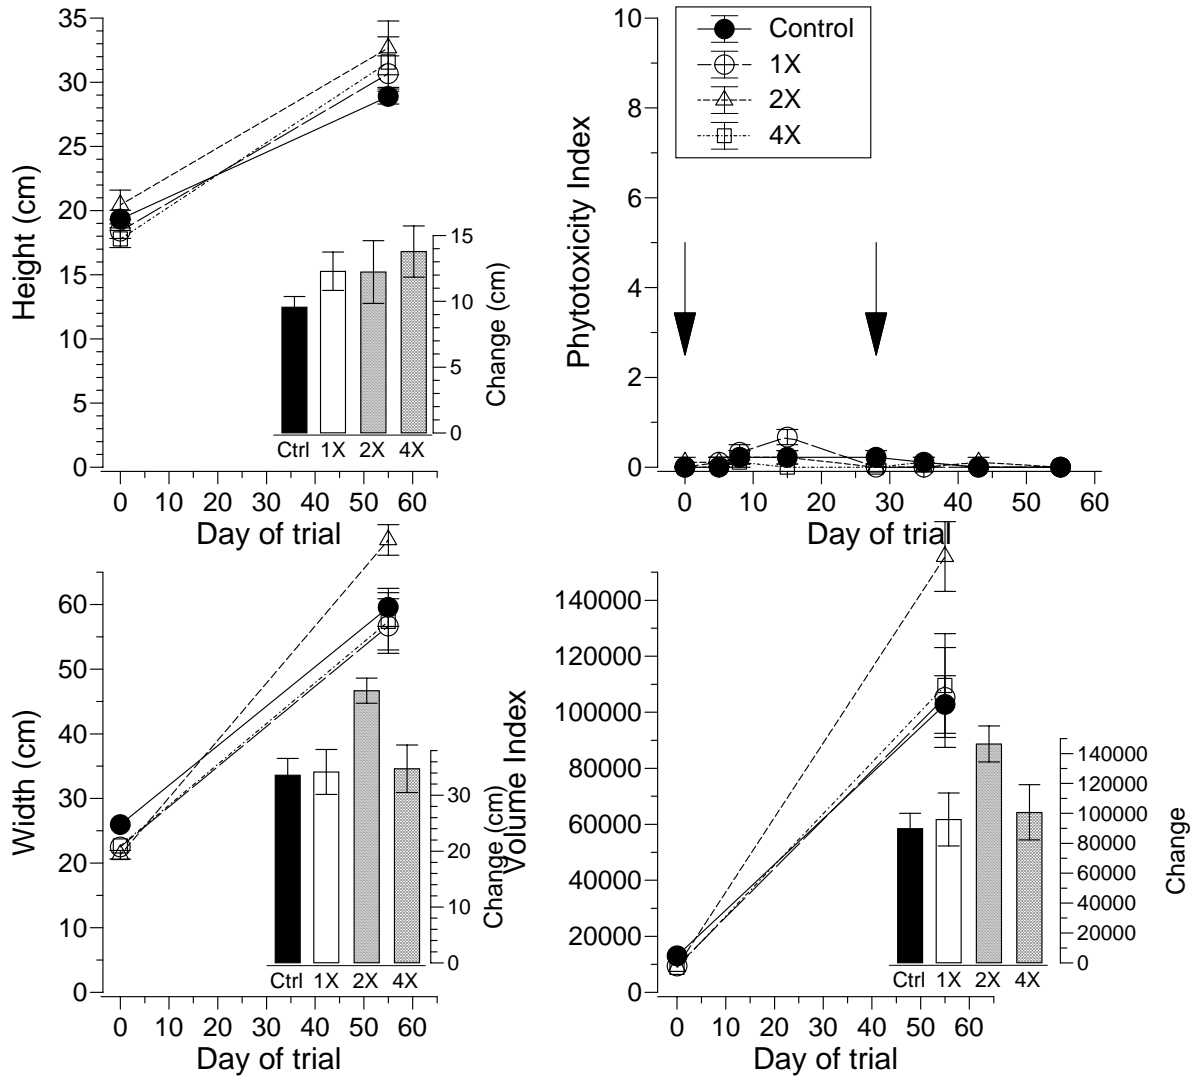 35
30
25
20
15
10
5
0
Height (cm)
0 10 20 30 40 50 60
Day of trial
15
10
5
0
Change (cm)
Ctrl 1X 2X 4X
10
8
6
4
2
0
Phytotoxicity Index
Control
1X
2X
4X
0 10 20 30 40 50 60
Day of trial
60
50
40
30
20
10
0
Width (cm)
0 10 20 30 40 50 60
Day of trial
30
20
10
0
Change (cm)
Ctrl 1X 2X 4X
140000
120000
100000
80000
60000
40000
20000
0
Volume Index
0 10 20 30 40 50 60
Day of trial
140000
120000
100000
80000
60000
40000
20000
0
Change
Ctrl 1X 2X 4X